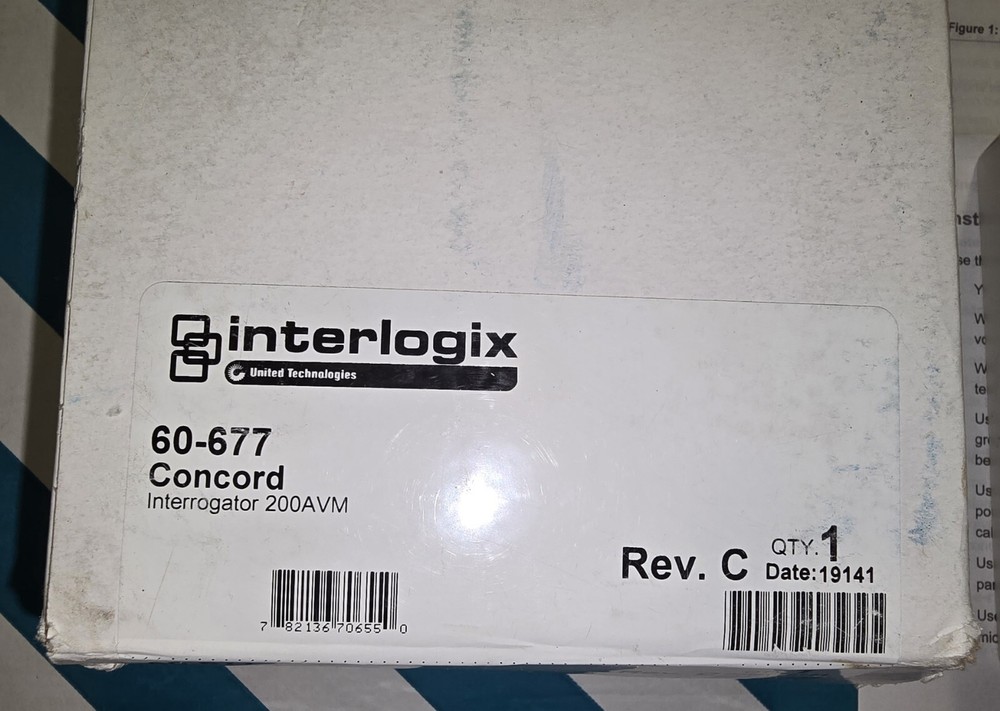 Figure 1:
interlogix
United Technologies
60-677
Concord
Interrogator 200AVM
Rev. C
QTY. 1
Date:19141
7 82136 70655 0